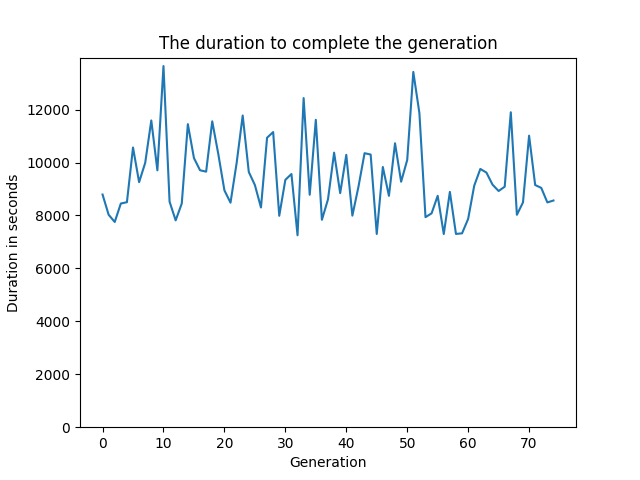 The duration to complete the generation
12000
10000
8000
6000
4000
2000
0
Duration in seconds
0 10 20 30 40 50 60 70
Generation